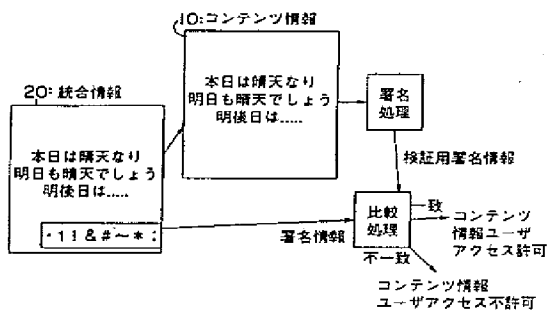 10:コンテンツ情報
本日は晴天なり
明日も晴天でしょう
明後日は.....
20:統合情報
本日は晴天なり
明日も晴天でしょう
明後日は.....
署名
処理
検証用署名情報
比較
処理
署名情報
一致
コンテンツ
情報ユーザ
アクセス許可
不一致
コンテンツ情報
ユーザアクセス不許可